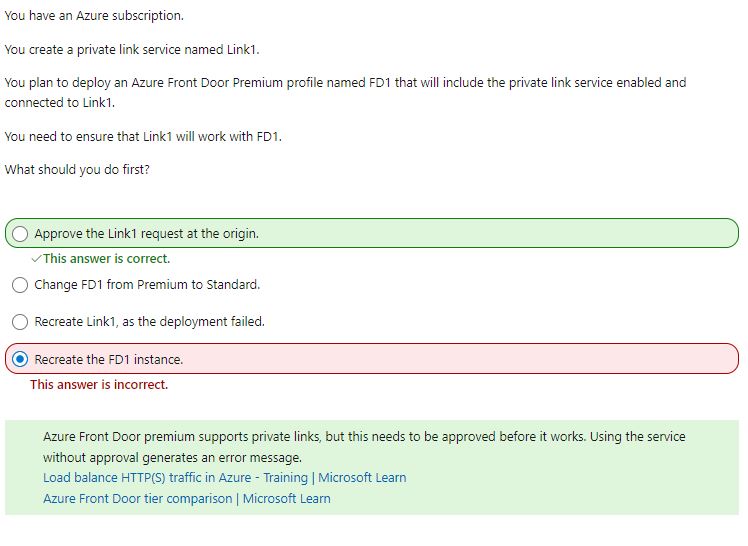 You have an Azure subscription.
You create a private link service named Link1.
You plan to deploy an Azure Front Door Premium profile named FD1 that will include the private link service enabled and
connected to Link1.
You need to ensure that Link1 will work with FD1.
What should you do first?
Approve the Link1 request at the origin.
✓This answer is correct.
Change FD1 from Premium to Standard.
Recreate Link1, as the deployment failed.
Recreate the FD1 instance.
This answer is incorrect.
Azure Front Door premium supports private links, but this needs to be approved before it works. Using the service
without approval generates an error message.
Load balance HTTP(S) traffic in Azure - Training | Microsoft Learn
Azure Front Door tier comparison | Microsoft Learn